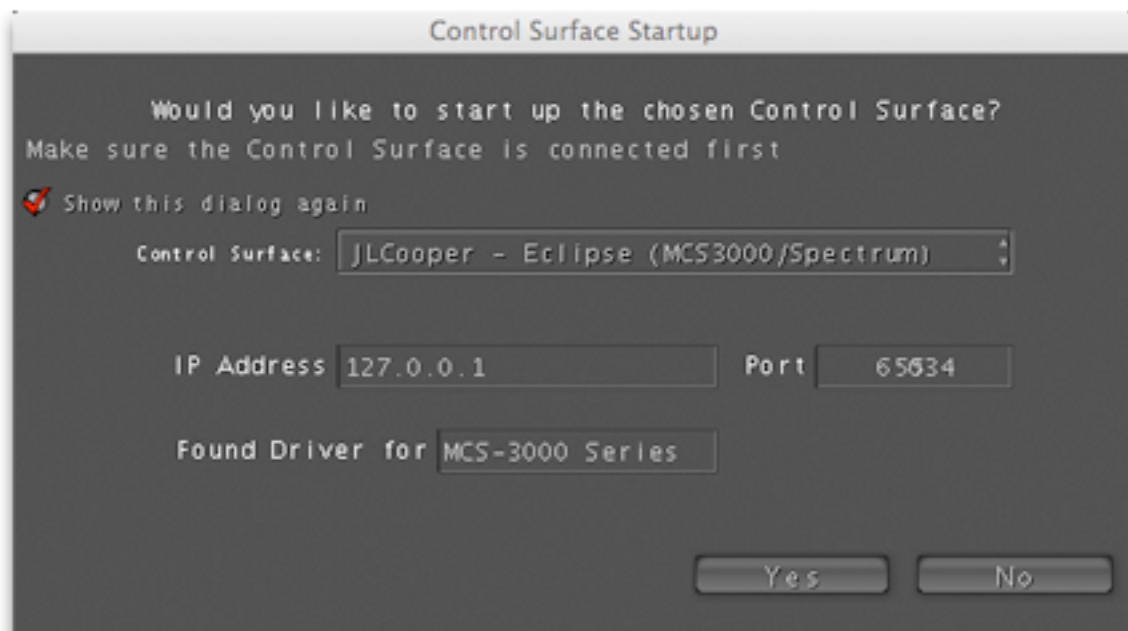 Control Surface Startup
Would you like to start up the chosen Control Surface?
Make sure the Control Surface is connected first
Show this dialog again
Control Surface: JLCooper - Eclipse (MCS3000/Spectrum)
IP Address 127.0.0.1 Port 65534
Found Driver for MCS-3000 Series
Yes No